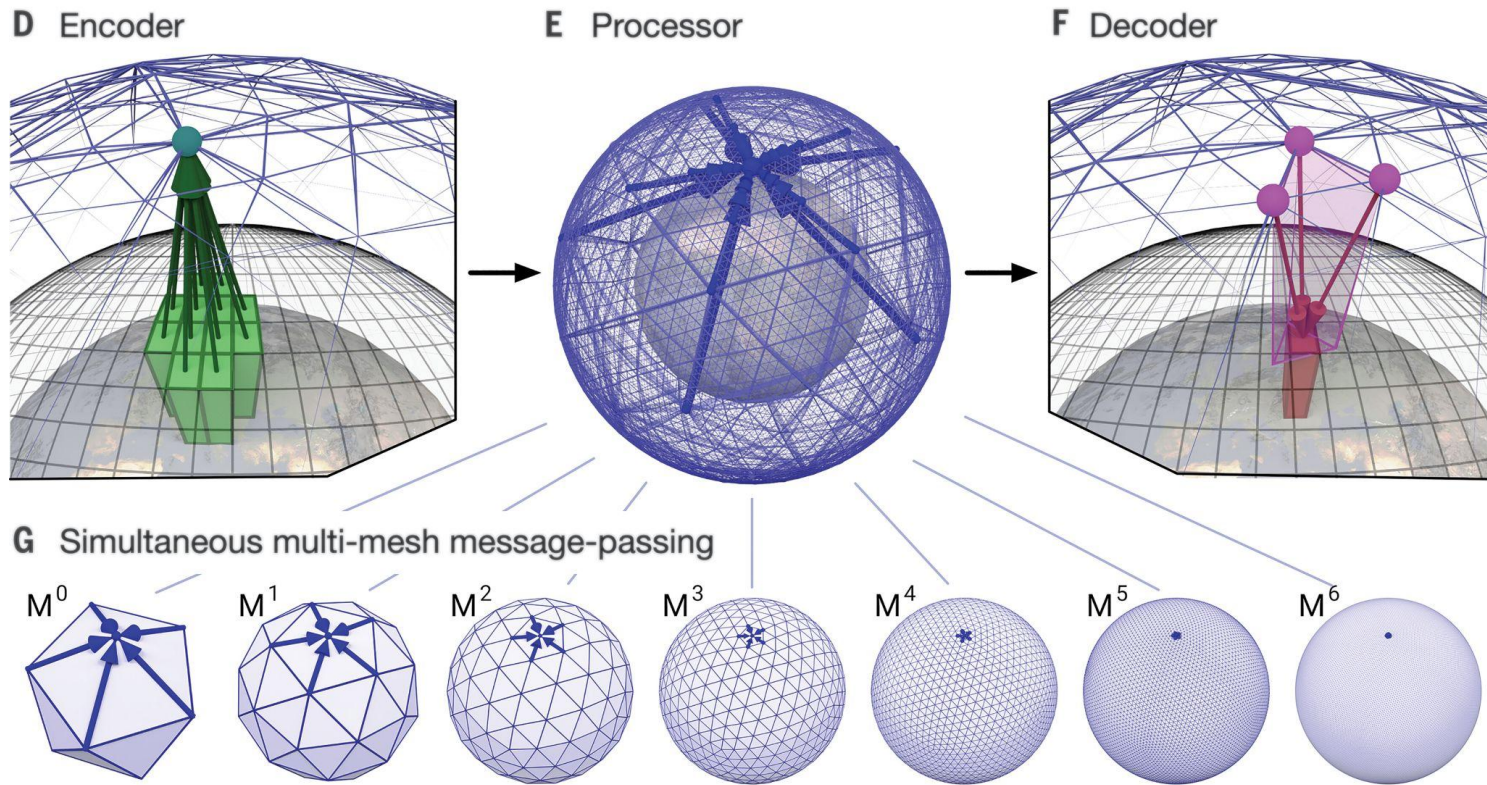 D Encoder
E Processor
F Decoder
G Simultaneous multi-mesh message-passing
M⁰
M¹
M²
M³
M⁴
M⁵
M⁶